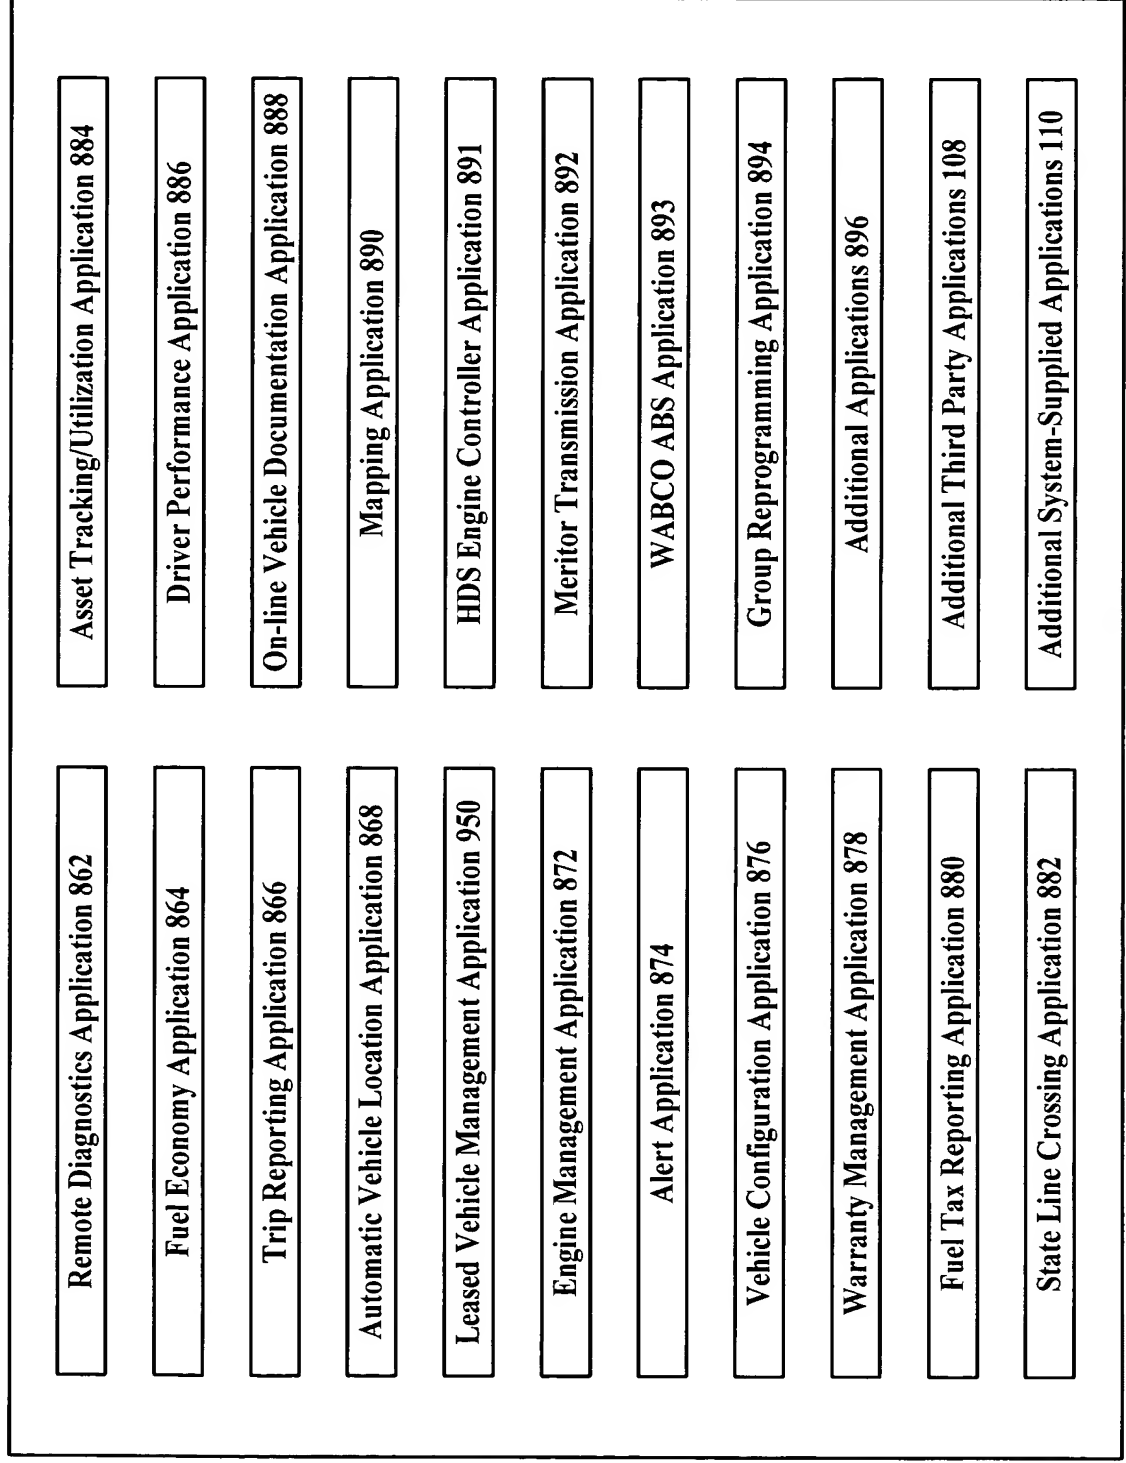 Remote Diagnostics Application 862
Fuel Economy Application 864
Trip Reporting Application 866
Automatic Vehicle Location Application 868
Leased Vehicle Management Application 950
Engine Management Application 872
Alert Application 874
Vehicle Configuration Application 876
Warranty Management Application 878
Fuel Tax Reporting Application 880
State Line Crossing Application 882
Asset Tracking/Utilization Application 884
Driver Performance Application 886
On-line Vehicle Documentation Application 888
Mapping Application 890
HDS Engine Controller Application 891
Meritor Transmission Application 892
WABCO ABS Application 893
Group Reprogramming Application 894
Additional Applications 896
Additional Third Party Applications 108
Additional System-Supplied Applications 110